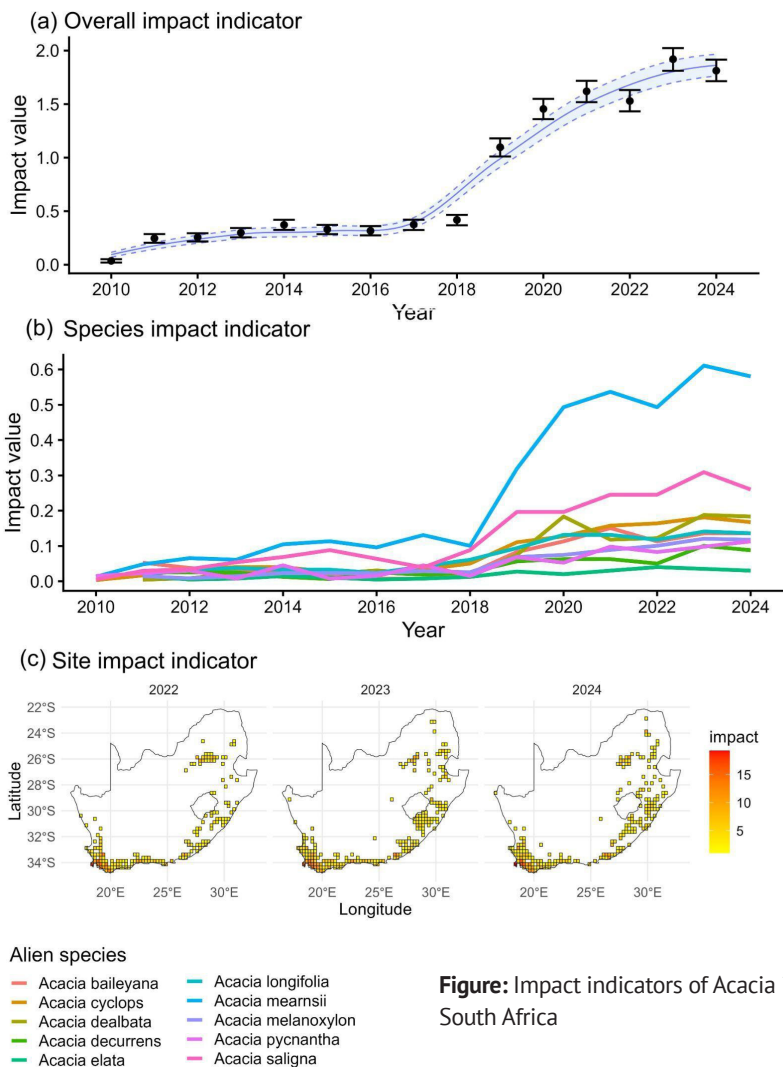 (a) Overall impact indicator
2.0
1.5
1.0
0.5
0.0
Impact value
2010 2012 2014 2016 2018 2020 2022 2024
Year
(b) Species impact indicator
0.6
0.5
0.4
0.3
0.2
0.1
0.0
Impact value
2010 2012 2014 2016 2018 2020 2022 2024
Year
(c) Site impact indicator
2022 2023 2024
22°S
24°S
26°S
28°S
30°S
32°S
34°S
Latitude
20°E 25°E 30°E 20°E 25°E 30°E 20°E 25°E 30°E
Longitude
impact
15
10
5
Alien species
Acacia baileyana
Acacia cyclops
Acacia dealbata
Acacia decurrens
Acacia elata
Acacia longifolia
Acacia mearnsii
Acacia melanoxylon
Acacia pycnantha
Acacia saligna
Figure: Impact indicators of Acacia
South Africa